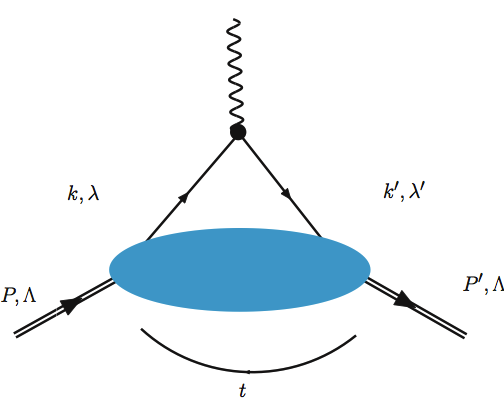 k, λ
k′, λ′
P, Λ
P′, Λ
t